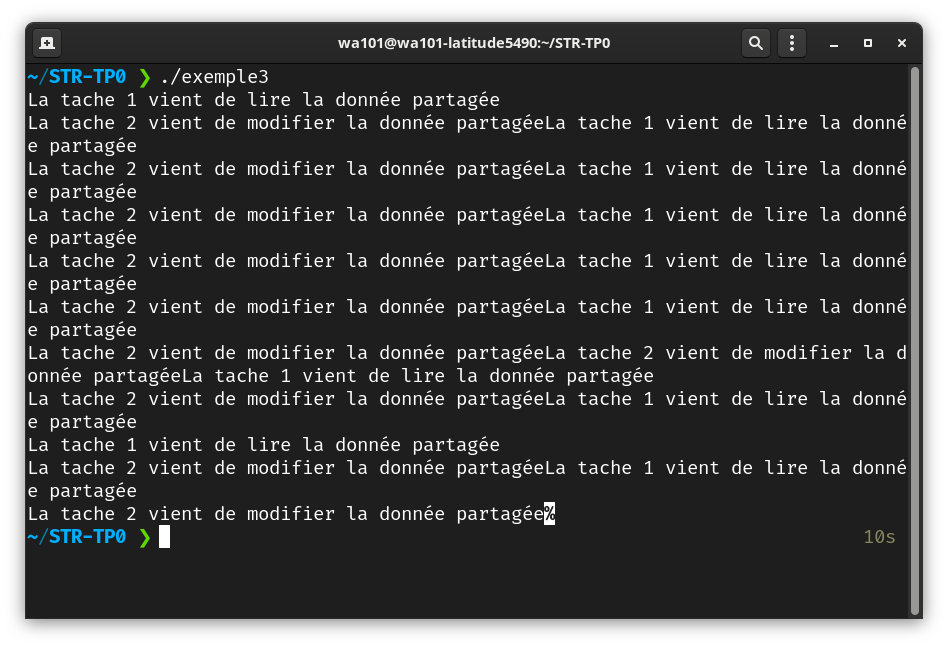 wa101@wa101-latitude5490:~/STR-TP0
~/STR-TP0 ❯ ./exemple3
La tache 1 vient de lire la donnée partagée
La tache 2 vient de modifier la donnée partagéeLa tache 1 vient de lire la donné
e partagée
La tache 2 vient de modifier la donnée partagéeLa tache 1 vient de lire la donné
e partagée
La tache 2 vient de modifier la donnée partagéeLa tache 1 vient de lire la donné
e partagée
La tache 2 vient de modifier la donnée partagéeLa tache 1 vient de lire la donné
e partagée
La tache 2 vient de modifier la donnée partagéeLa tache 1 vient de lire la donné
e partagée
La tache 2 vient de modifier la donnée partagéeLa tache 2 vient de modifier la d
onnée partagéeLa tache 1 vient de lire la donnée partagée
La tache 2 vient de modifier la donnée partagéeLa tache 1 vient de lire la donné
e partagée
La tache 1 vient de lire la donnée partagée
La tache 2 vient de modifier la donnée partagéeLa tache 1 vient de lire la donné
e partagée
La tache 2 vient de modifier la donnée partagée%
~/STR-TP0 ❯ 10s